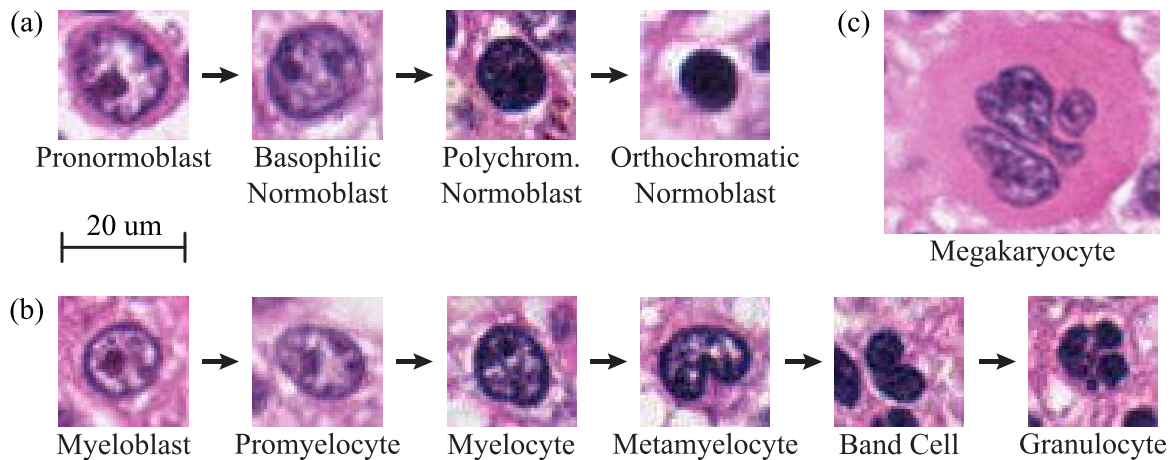 (a)
(c)
Pronormoblast
Basophilic
Normoblast
Polychrom.
Normoblast
Orthochromatic
Normoblast
20 um
Megakaryocyte
(b)
Myeloblast
Promyelocyte
Myelocyte
Metamyelocyte
Band Cell
Granulocyte